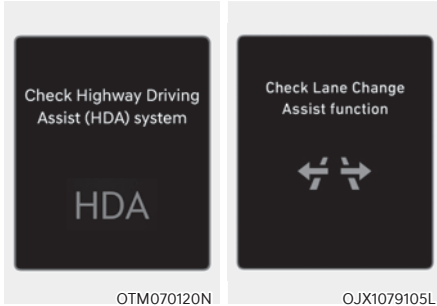 Check Highway Driving
Assist (HDA) system
HDA
OTM070120N
Check Lane Change
Assist function
OJX1079105L